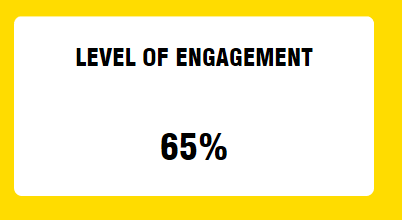 LEVEL OF ENGAGEMENT
65%